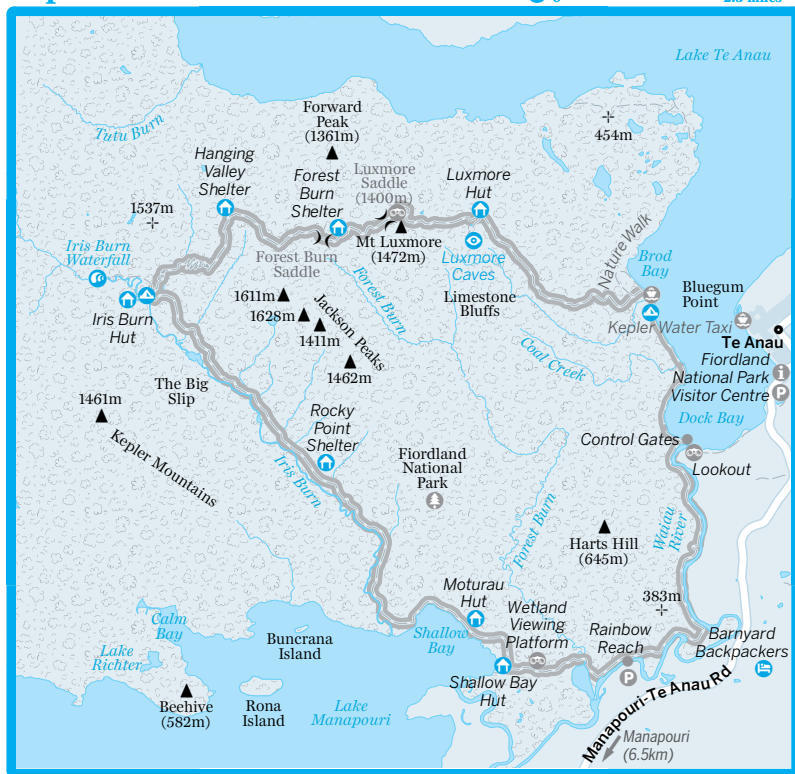 Lake Te Anau
Tutu Burn
Forward
Peak
(1361m)
454m
Hanging
Valley
Shelter
Forest
Burn
Shelter
Luxmore
Saddle
(1400m)
Luxmore
Hut
1537m
Mt Luxmore
(1472m)
Nature Walk
Iris Burn
Waterfall
Forest Burn
Saddle
Luxmore
Caves
Brod
Bay
Bluegum
Point
Iris Burn
Hut
1611m
1628m
1411m
1462m
Jackson Peaks
Forest Burn
Limestone
Bluffs
Kepler Water Taxi
Te Anau
Coal Creek
Fiordland
National Park
Visitor Centre
The Big
Slip
1461m
Kepler Mountains
Rocky
Point
Shelter
Dock Bay
Control Gates
Lookout
Iris Burn
Fiordland
National
Park
Forest Burn
Harts Hill
(645m)
Waiau
River
383m
Moturau
Hut
Wetland
Viewing
Platform
Rainbow
Reach
Barnyard
Backpackers
Calm
Bay
Buncrana
Island
Shallow
Bay
Lake
Richter
Shallow Bay
Hut
Beehive
(582m)
Rona
Island
Lake
Manapouri
Manapouri-Te Anau Rd
Manapouri
(6.5km)
i
P
P